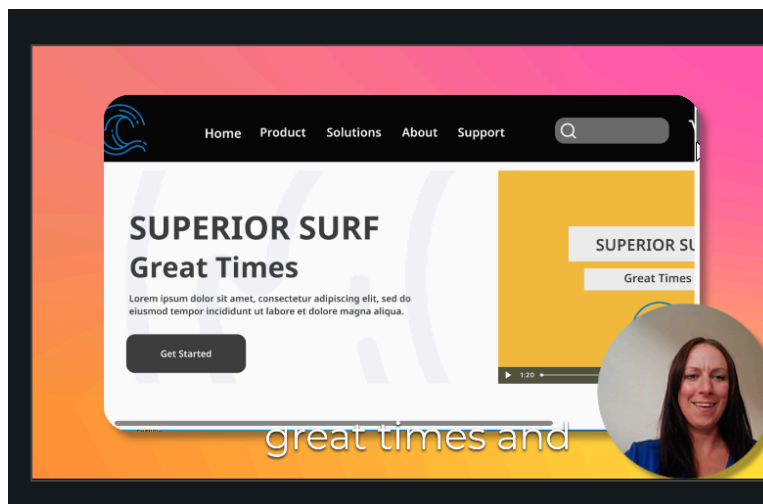 Home Product Solutions About Support
SUPERIOR SURF
Great Times
Lorem ipsum dolor sit amet, consectetur adipiscing elit, sed do
eiusmod tempor incididunt ut labore et dolore magna aliqua.
Get Started
SUPERIOR SU
Great Times
1:20
great times and